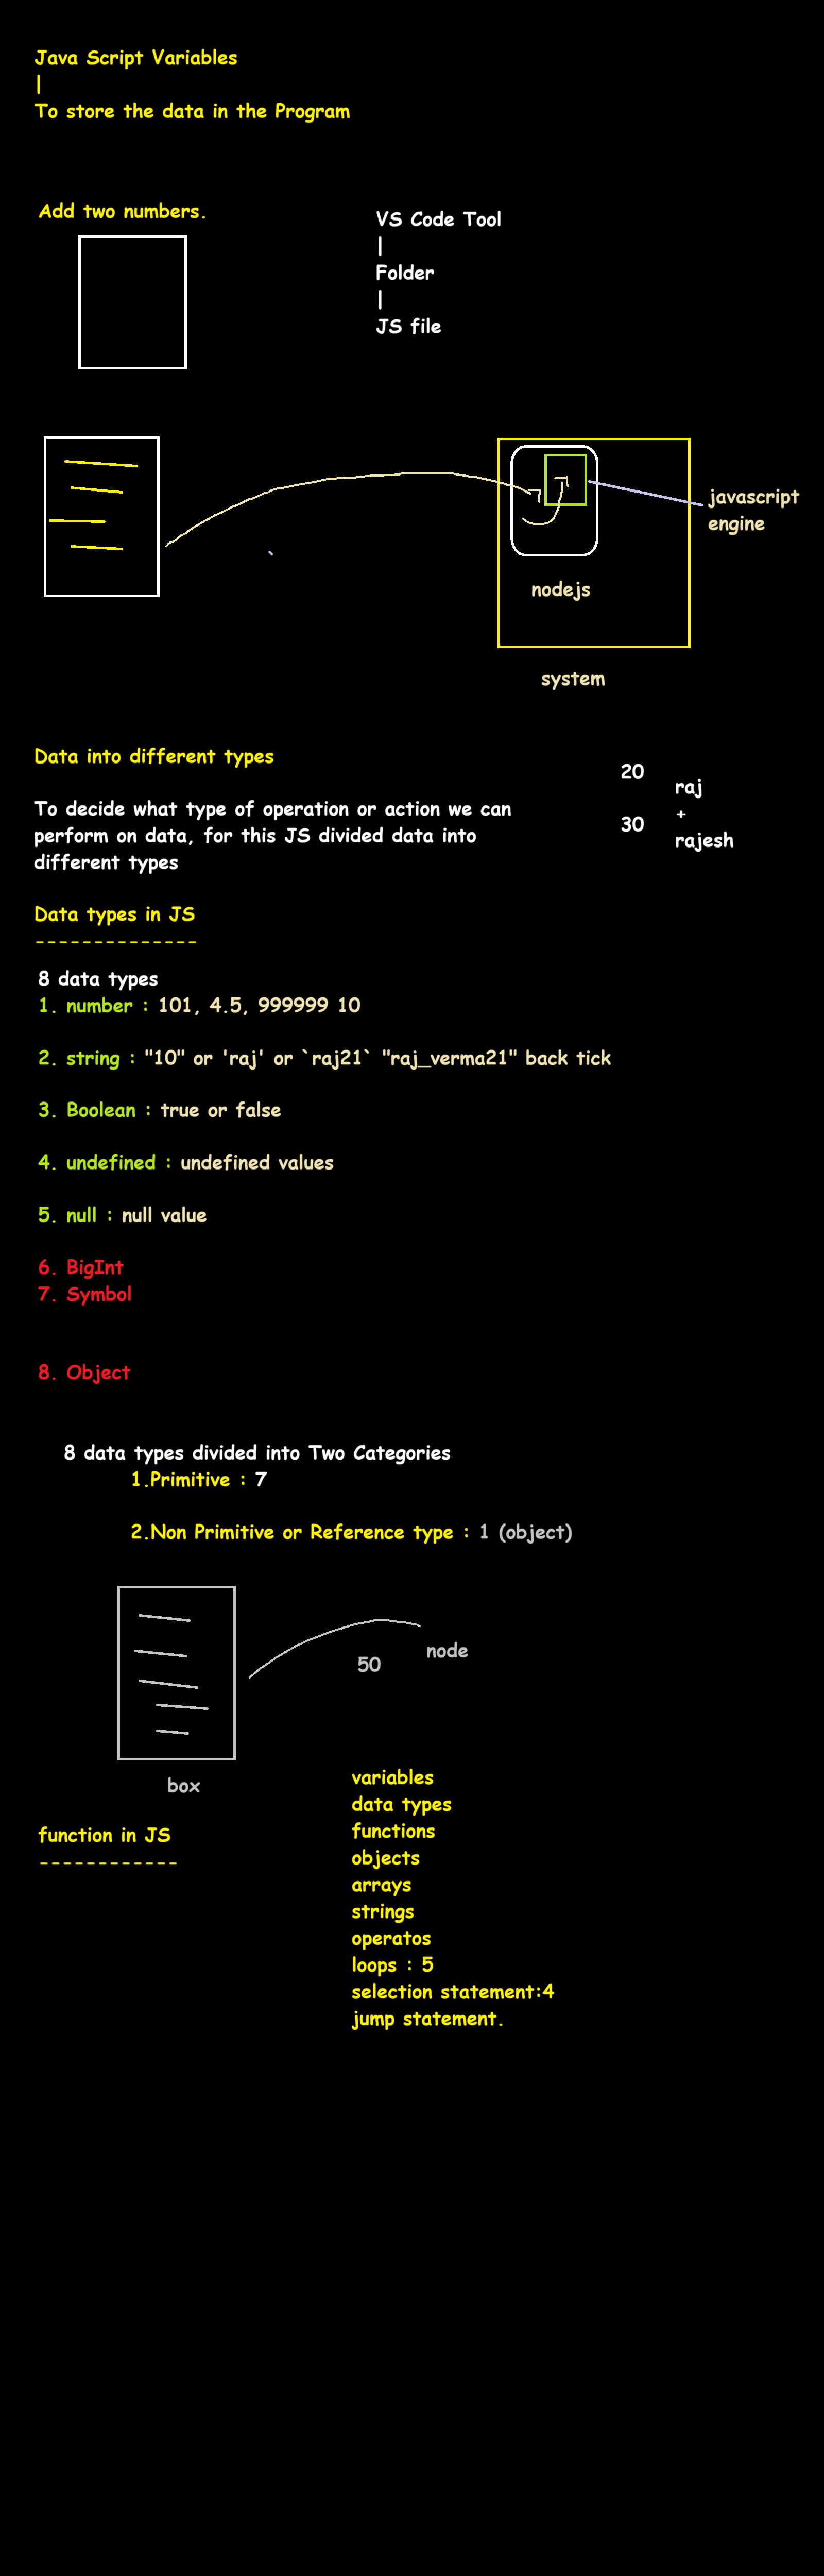 Java Script Variables
|
To store the data in the Program
Add two numbers.
VS Code Tool
|
Folder
|
JS file
javascript
engine
nodejs
system
Data into different types
20
raj
+
30
rajesh
To decide what type of operation or action we can
perform on data, for this JS divided data into
different types
Data types in JS
--------------
8 data types
1. number : 101, 4.5, 999999 10
2. string : "10" or 'raj' or `raj21` "raj_verma21" back tick
3. Boolean : true or false
4. undefined : undefined values
5. null : null value
6. BigInt
7. Symbol
8. Object
8 data types divided into Two Categories
1.Primitive : 7
2.Non Primitive or Reference type : 1 (object)
node
50
box
function in JS
------------
variables
data types
functions
objects
arrays
strings
operatos
loops : 5
selection statement:4
jump statement.